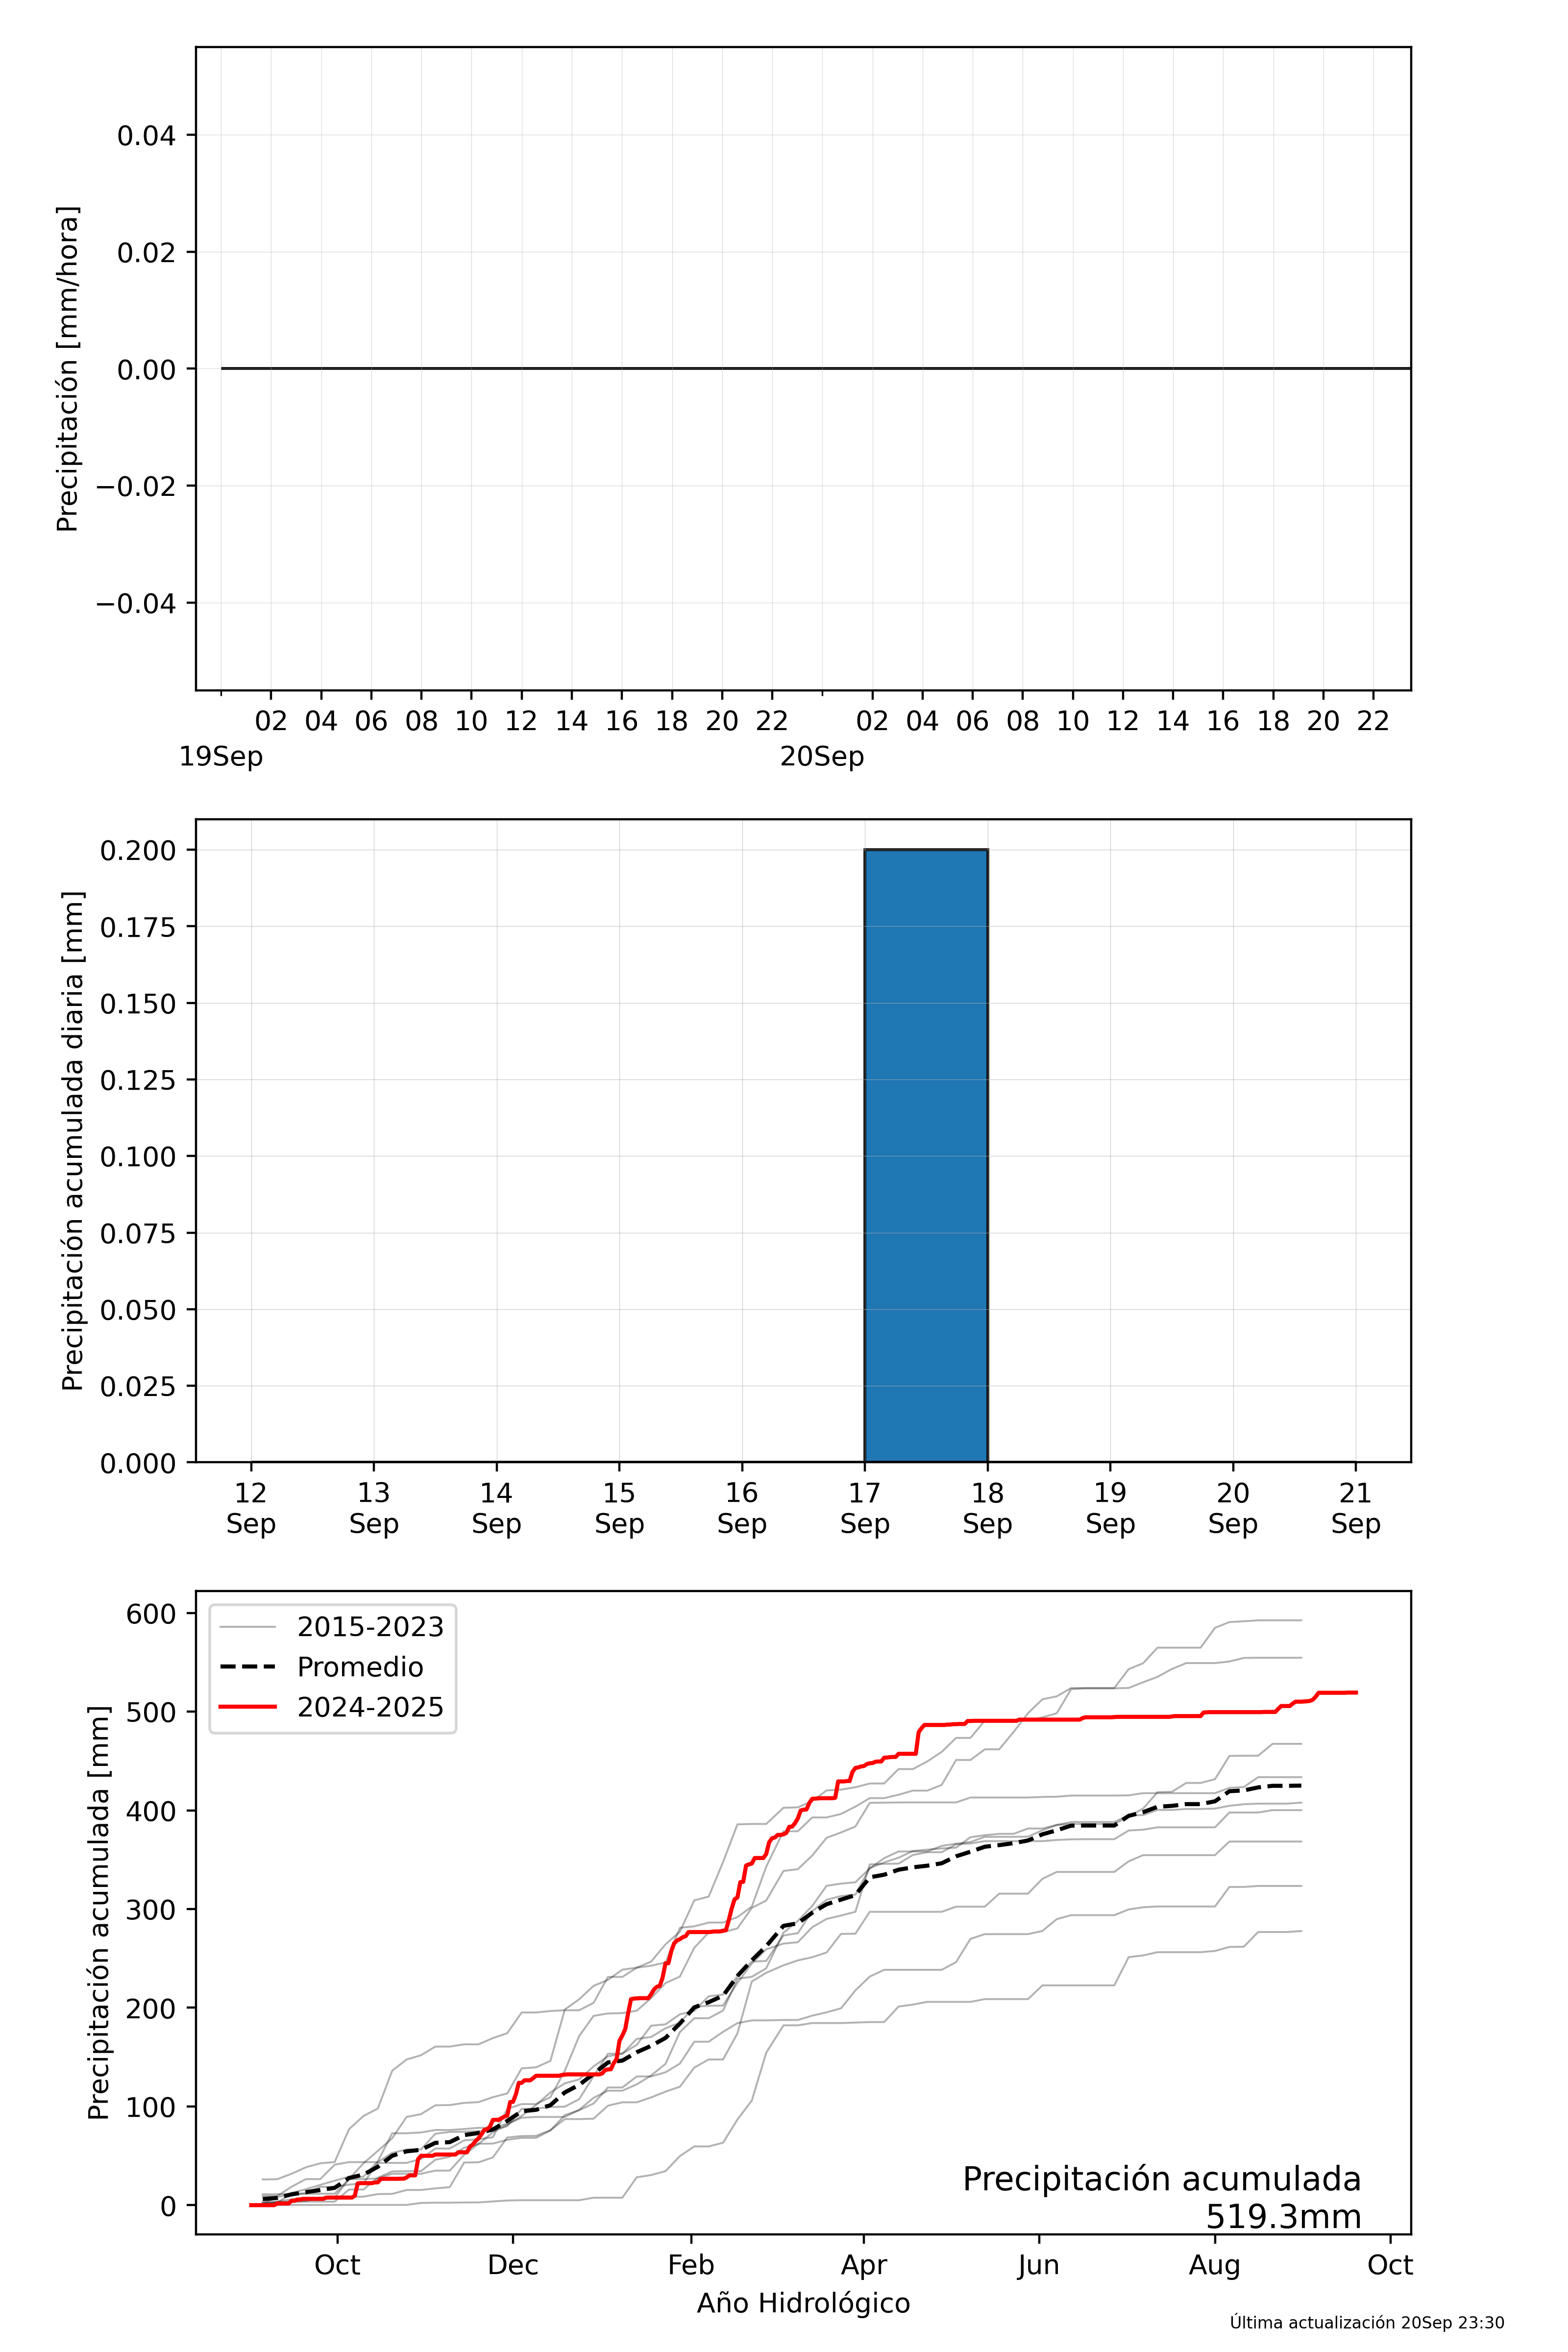 Precipitación [mm/hora]
0.04
0.02
0.00
−0.02
−0.04
02 04 06 08 10 12 14 16 18 20 22 02 04 06 08 10 12 14 16 18 20 22
19Sep 20Sep
Precipitación acumulada diaria [mm]
0.200
0.175
0.150
0.125
0.100
0.075
0.050
0.025
0.000
12 13 14 15 16 17 18 19 20 21
Sep Sep Sep Sep Sep Sep Sep Sep Sep Sep
Precipitación acumulada [mm]
600
500
400
300
200
100
0
2015-2023
Promedio
2024-2025
Precipitación acumulada
519.3mm
Oct Dec Feb Apr Jun Aug Oct
Año Hidrológico
Última actualización 20Sep 23:30